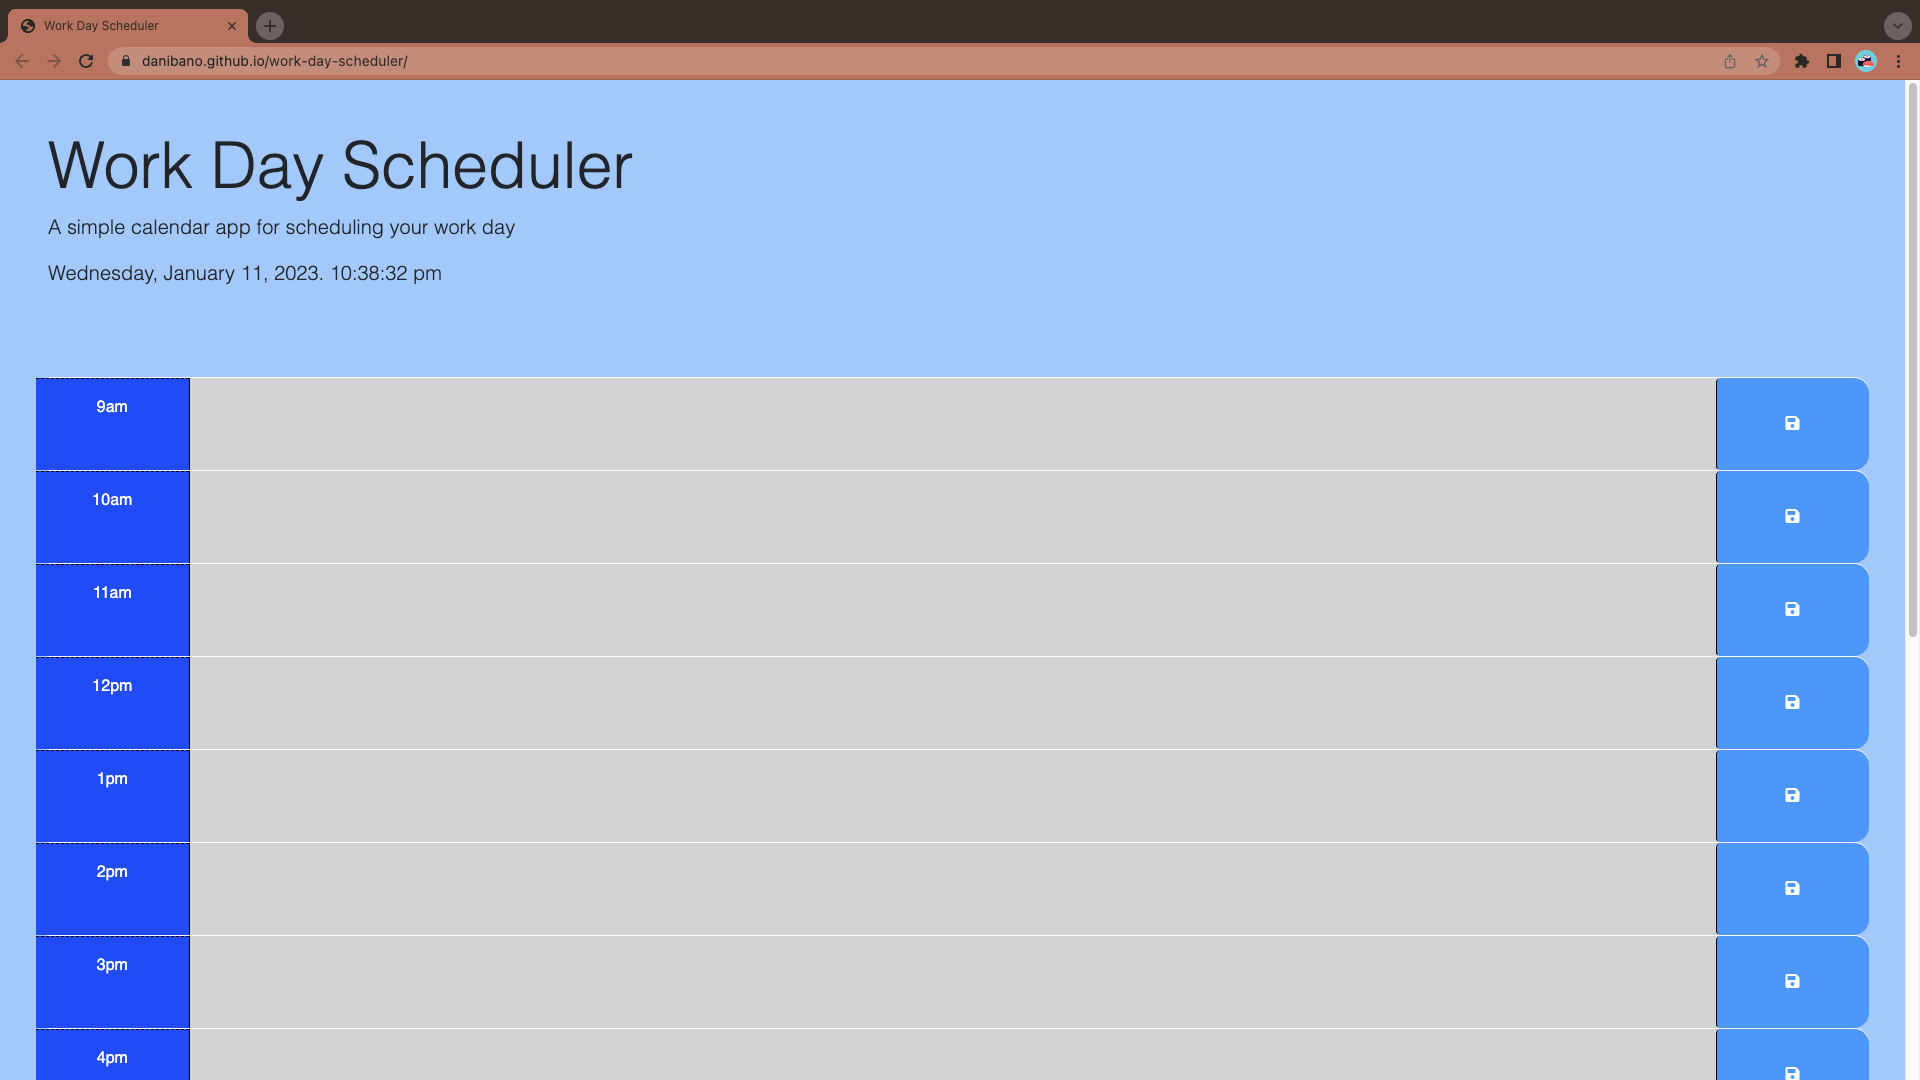 Work Day Scheduler
danibano.github.io/work-day-scheduler/
Work Day Scheduler
A simple calendar app for scheduling your work day
Wednesday, January 11, 2023. 10:38:32 pm
9am
10am
11am
12pm
1pm
2pm
3pm
4pm